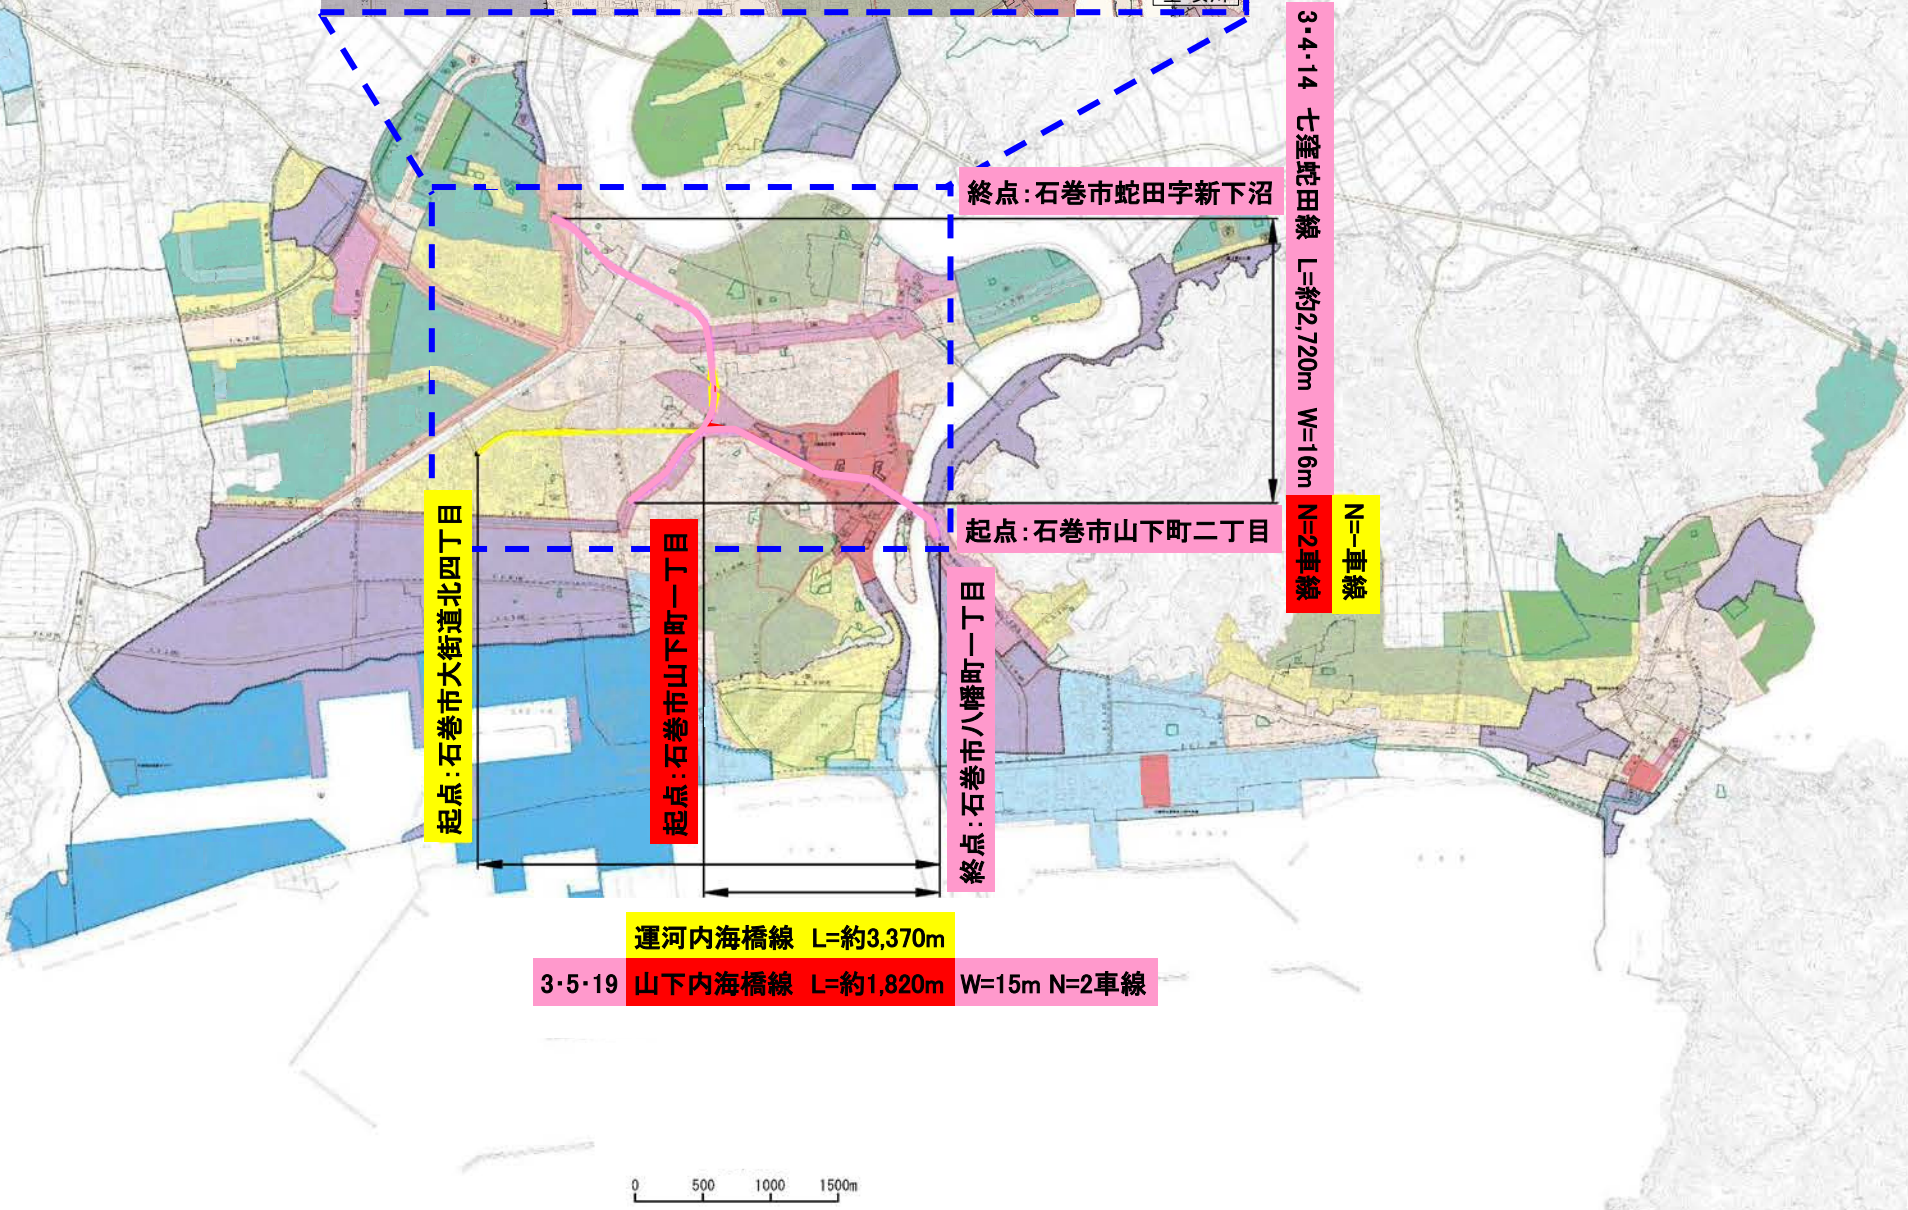 3・4・14 七窪蛇田線 L=約2,720m W=16m N=2車線
N=-車線
終点:石巻市蛇田字新下沼
起点:石巻市山下町二丁目
起点:石巻市大街道北四丁目
起点:石巻市山下町一丁目
終点:石巻市八幡町一丁目
運河内海橋線 L=約3,370m
3・5・19 山下内海橋線 L=約1,820m W=15m N=2車線
0 500 1000 1500m